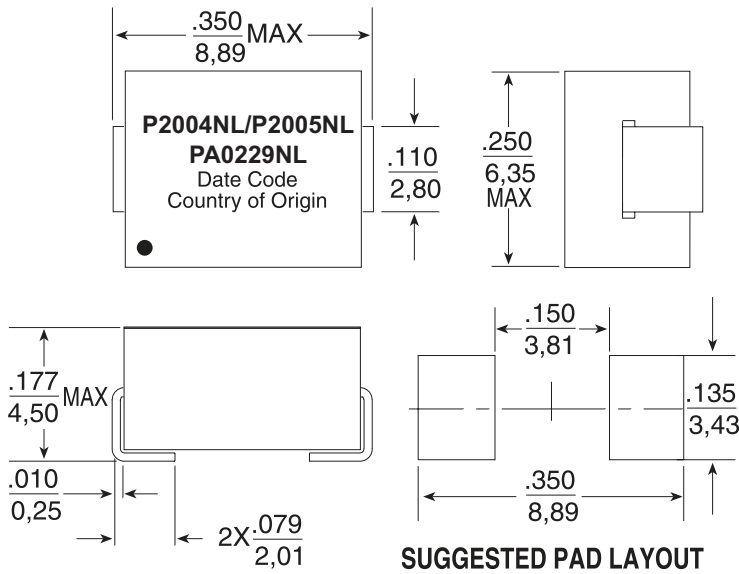 .350
8,89
MAX
P2004NL/P2005NL
PA0229NL
Date Code
Country of Origin
.110
2,80
.250
6,35
MAX
.177
4,50
MAX
.010
0,25
2X
.079
2,01
.150
3,81
.135
3,43
.350
8,89
SUGGESTED PAD LAYOUT